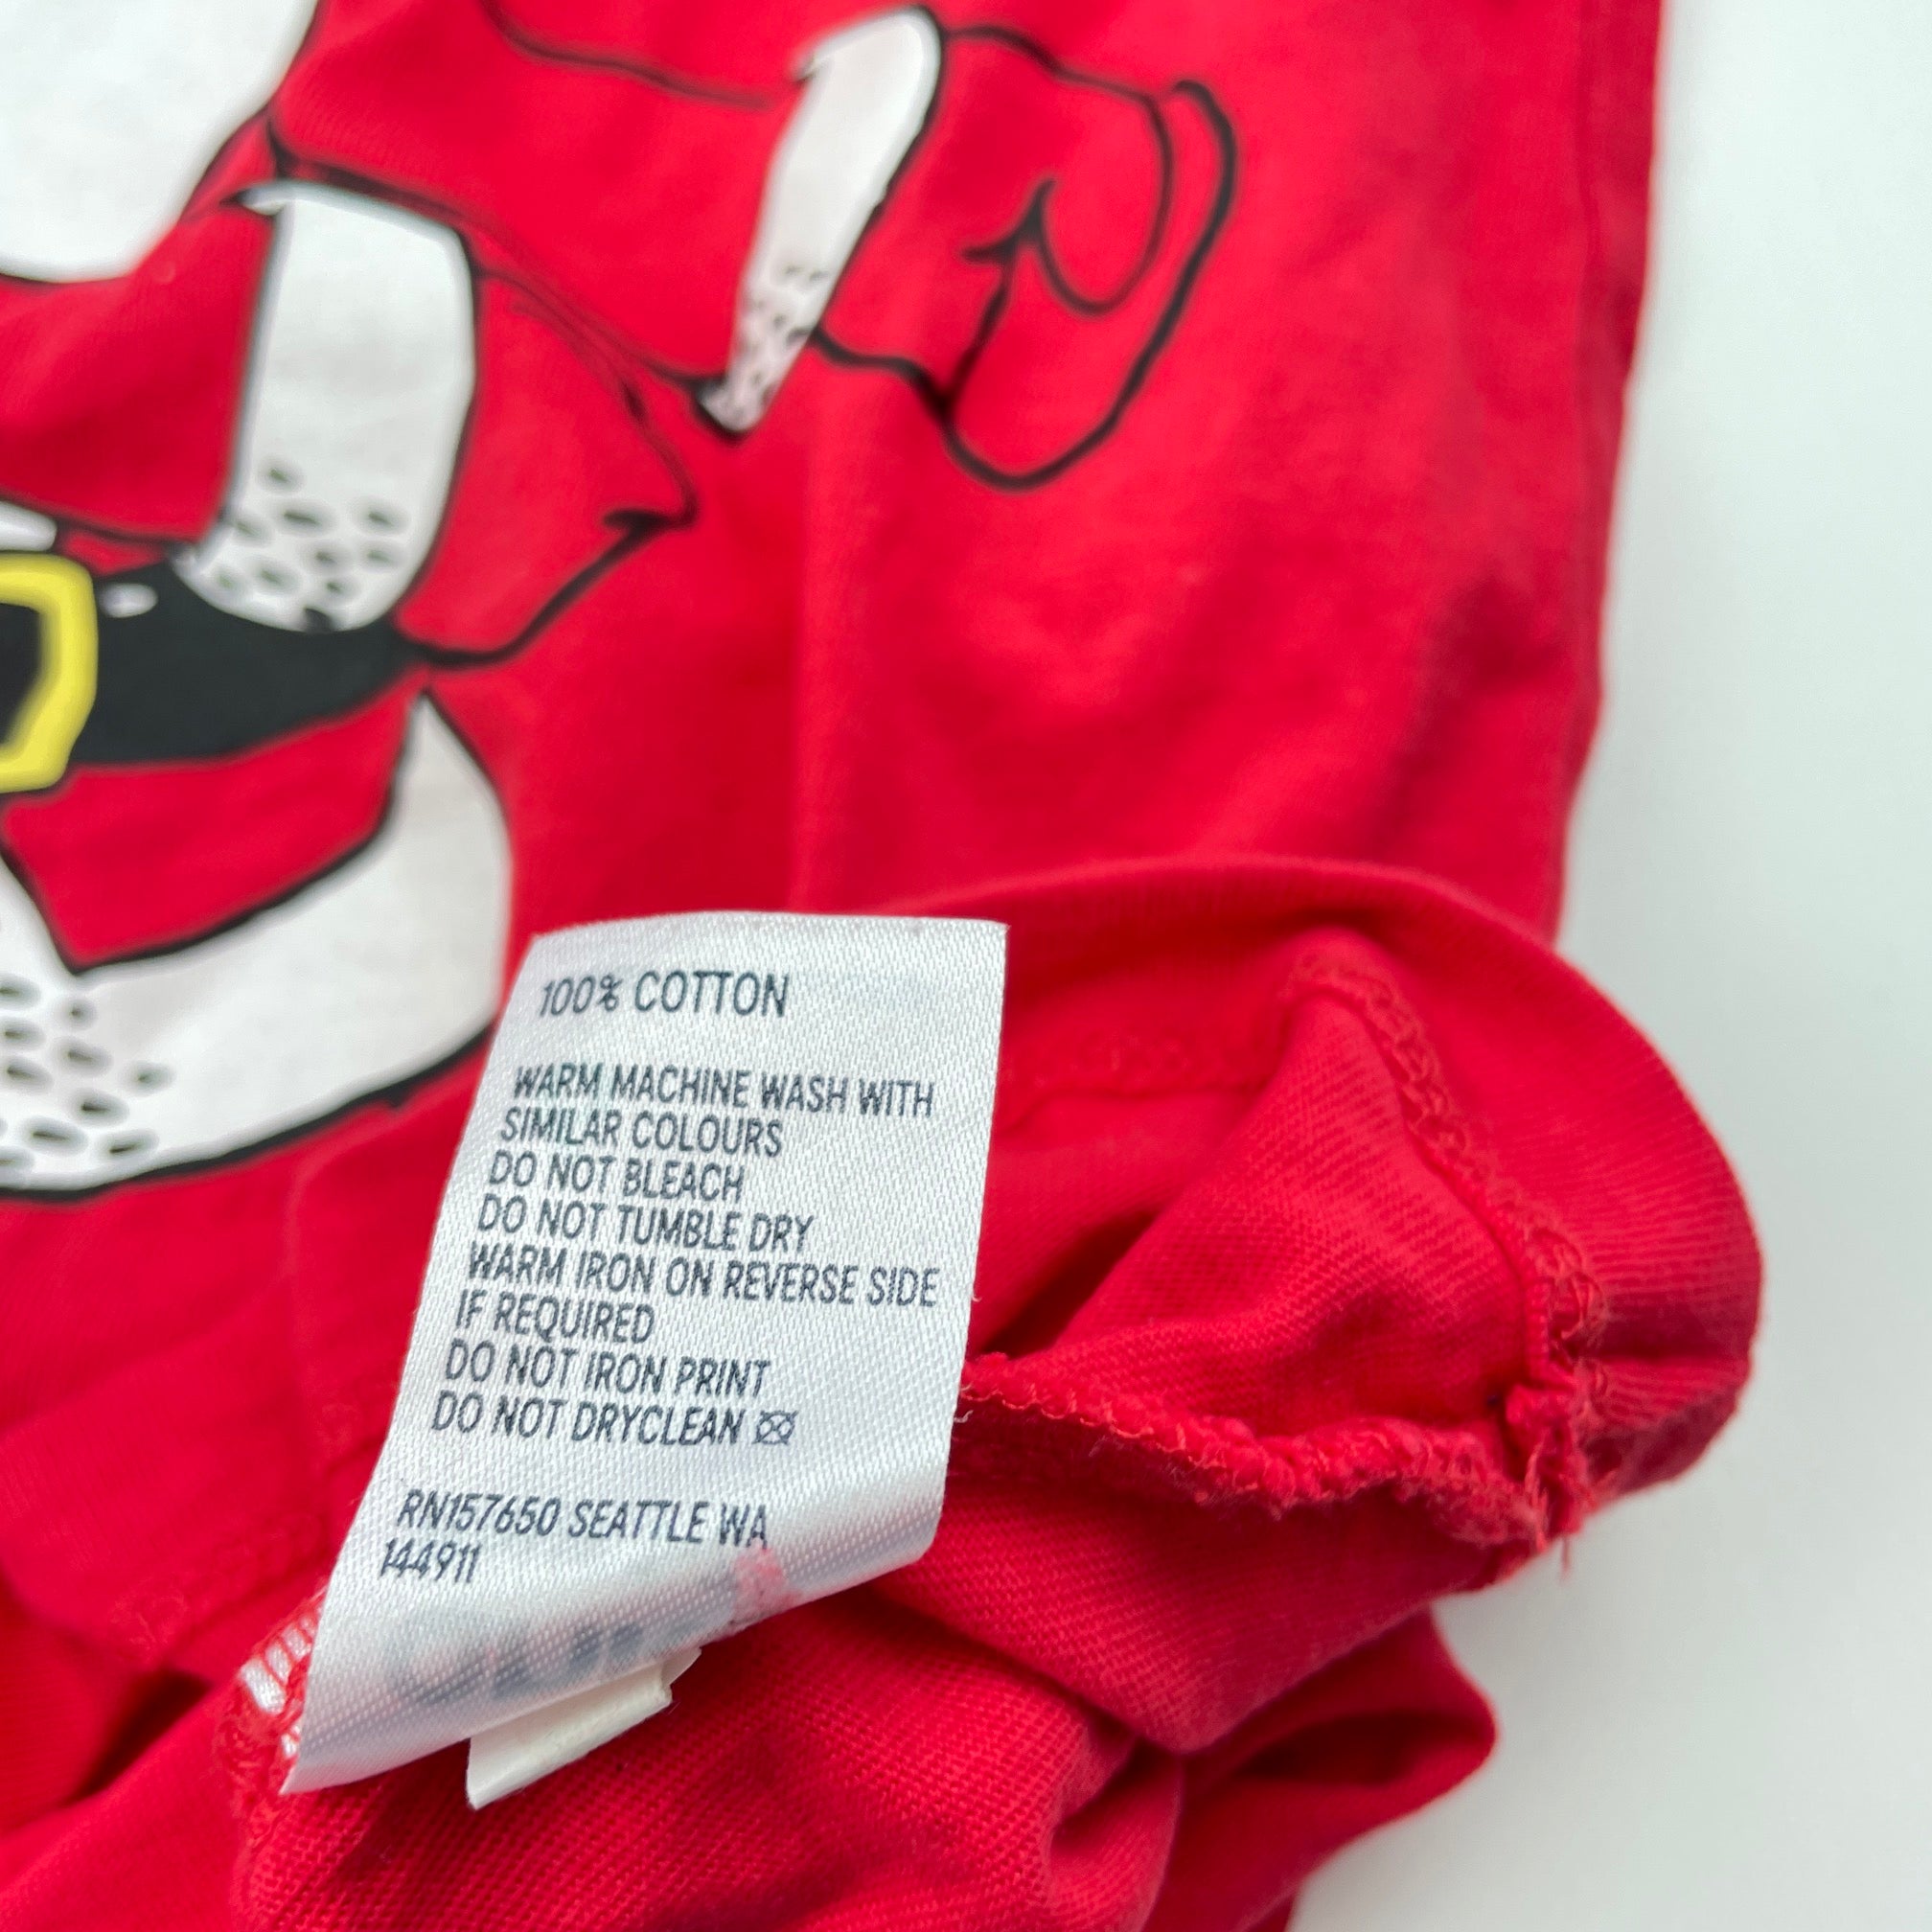 100% COTTON
WARM MACHINE WASH WITH
SIMILAR COLOURS
DO NOT BLEACH
DO NOT TUMBLE DRY
WARM IRON ON REVERSE SIDE
IF REQUIRED
DO NOT IRON PRINT
DO NOT DRYCLEAN
RN157650 SEATTLE WA
144911